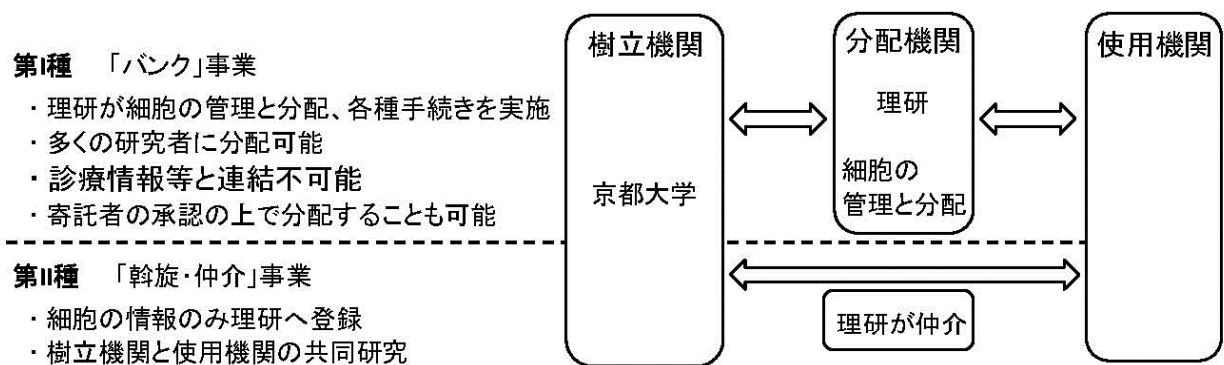 第I種 「バンク」事業
・理研が細胞の管理と分配、各種手続きを実施
・多くの研究者に分配可能
・診療情報等と連結不可能
・寄託者の承認の上で分配することも可能
第II種 「斡旋・仲介」事業
・細胞の情報のみ理研へ登録
・樹立機関と使用機関の共同研究
樹立機関
京都大学
分配機関
理研
細胞の
管理と分配
理研が仲介
使用機関